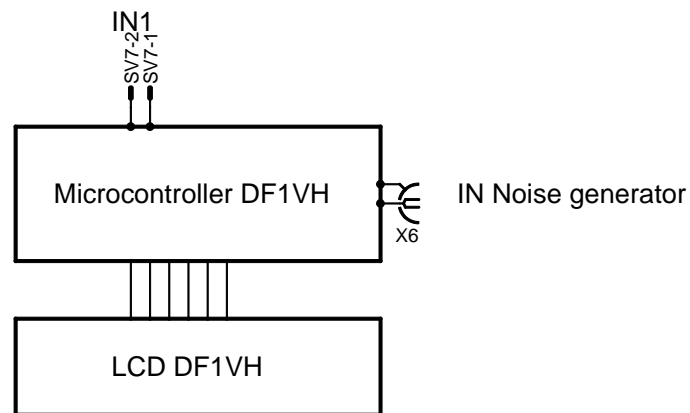 IN1
SV7-2
SV7-1
Microcontroller DF1VH
IN Noise generator
X6
LCD DF1VH